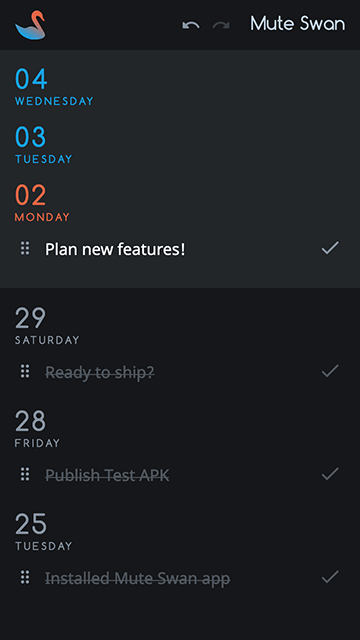 Mute Swan
04
WEDNESDAY
03
TUESDAY
02
MONDAY
Plan new features!
29
SATURDAY
Ready to ship?
28
FRIDAY
Publish Test APK
25
TUESDAY
Installed Mute Swan app